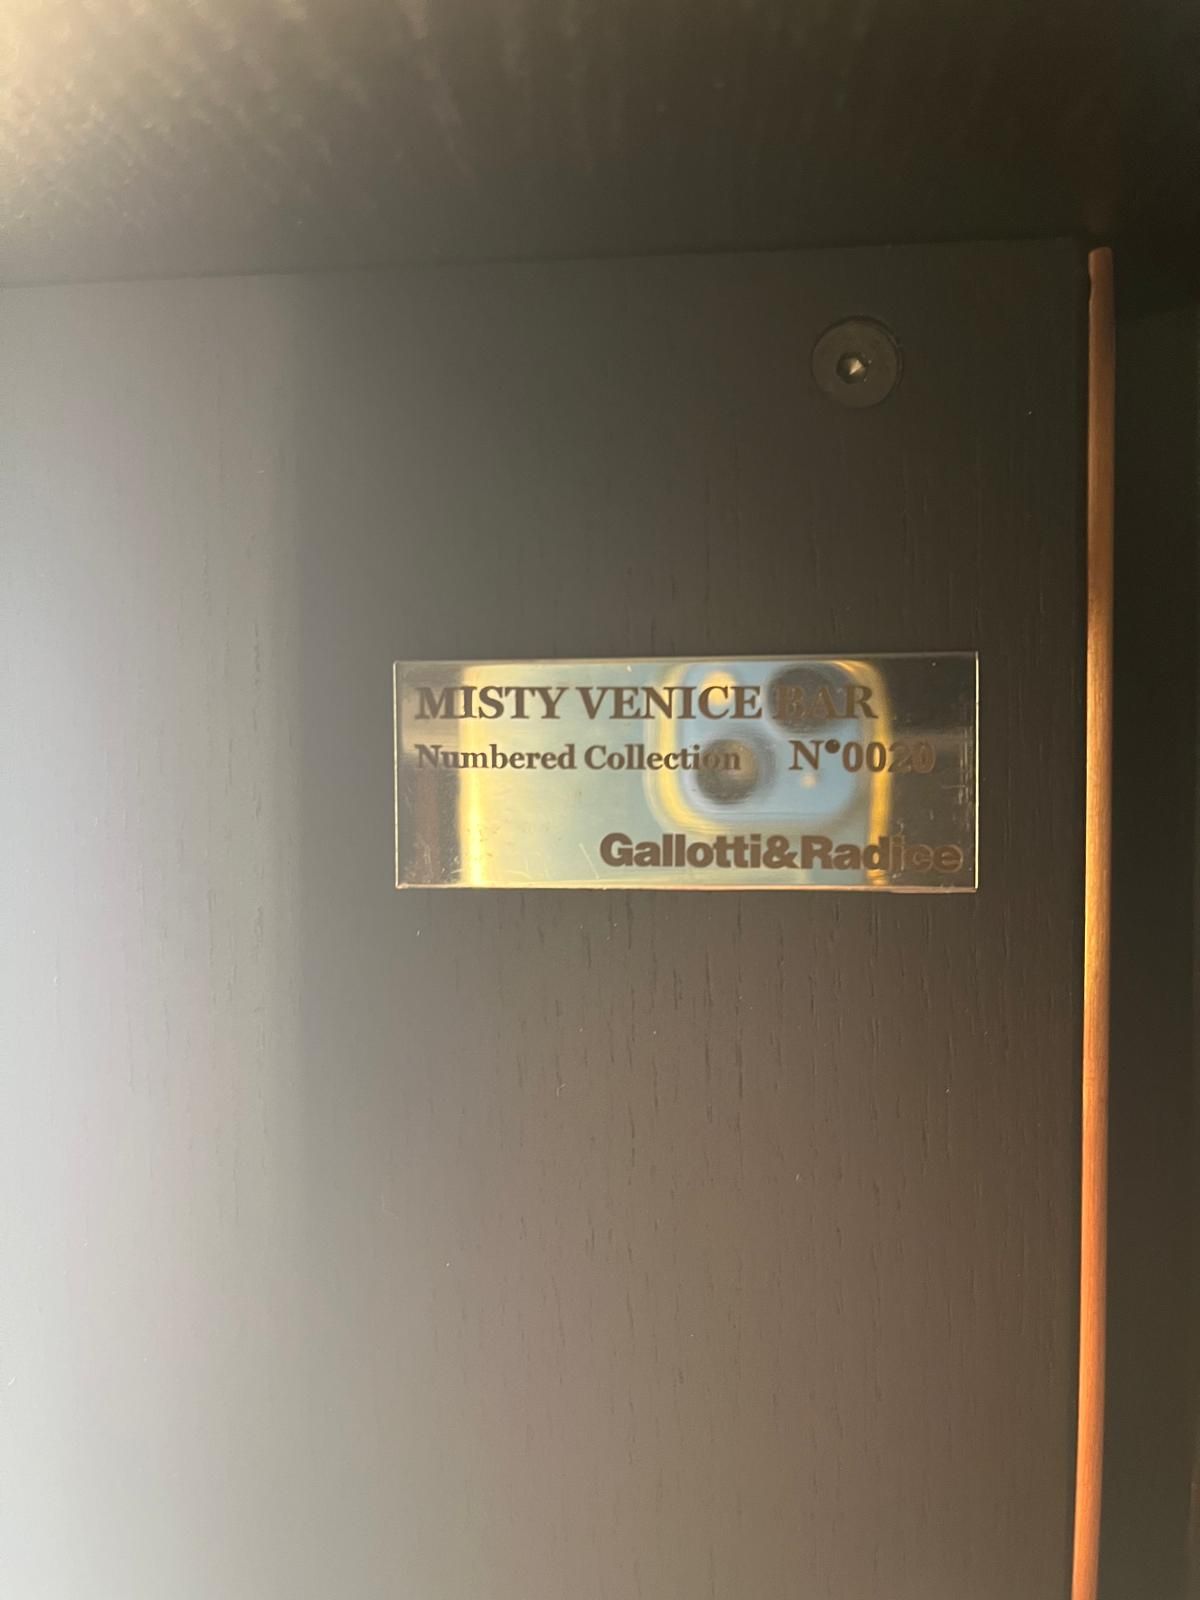 MISTY VENICE BAR
Numbered Collection N°0020
Gallotti&Radice